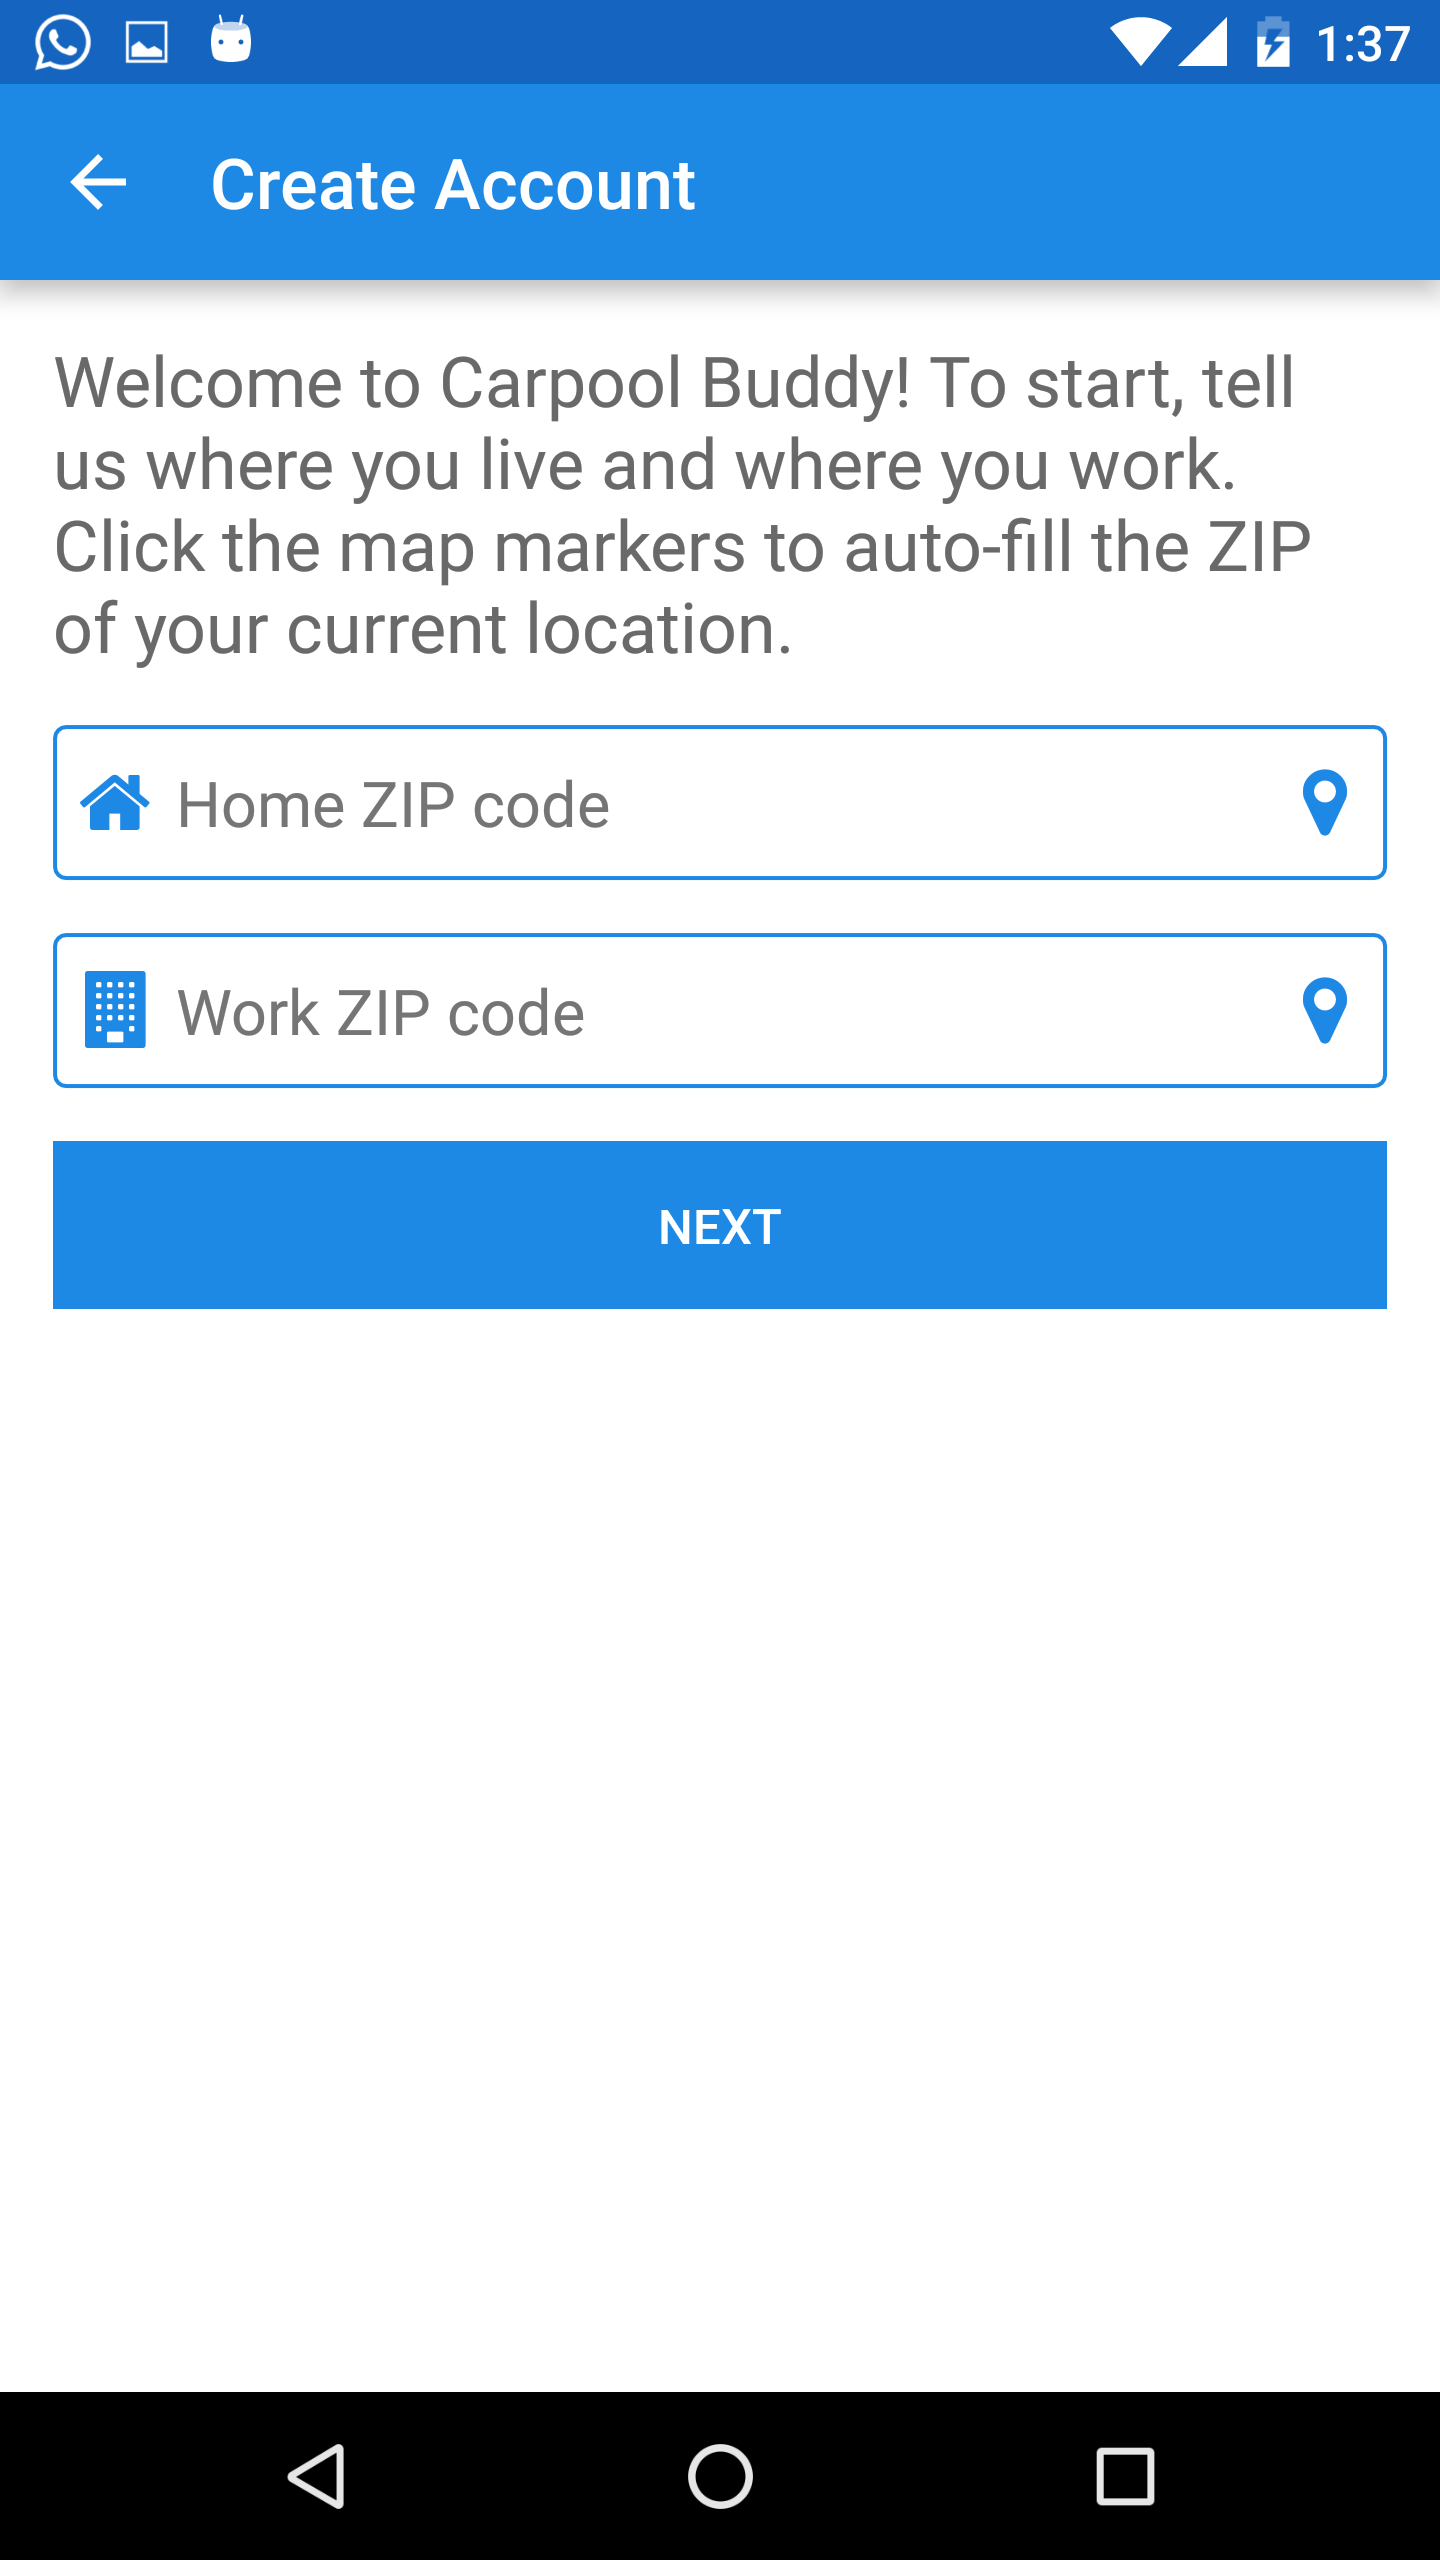 1:37
Create Account
Welcome to Carpool Buddy! To start, tell
us where you live and where you work.
Click the map markers to auto-fill the ZIP
of your current location.
Home ZIP code
Work ZIP code
NEXT